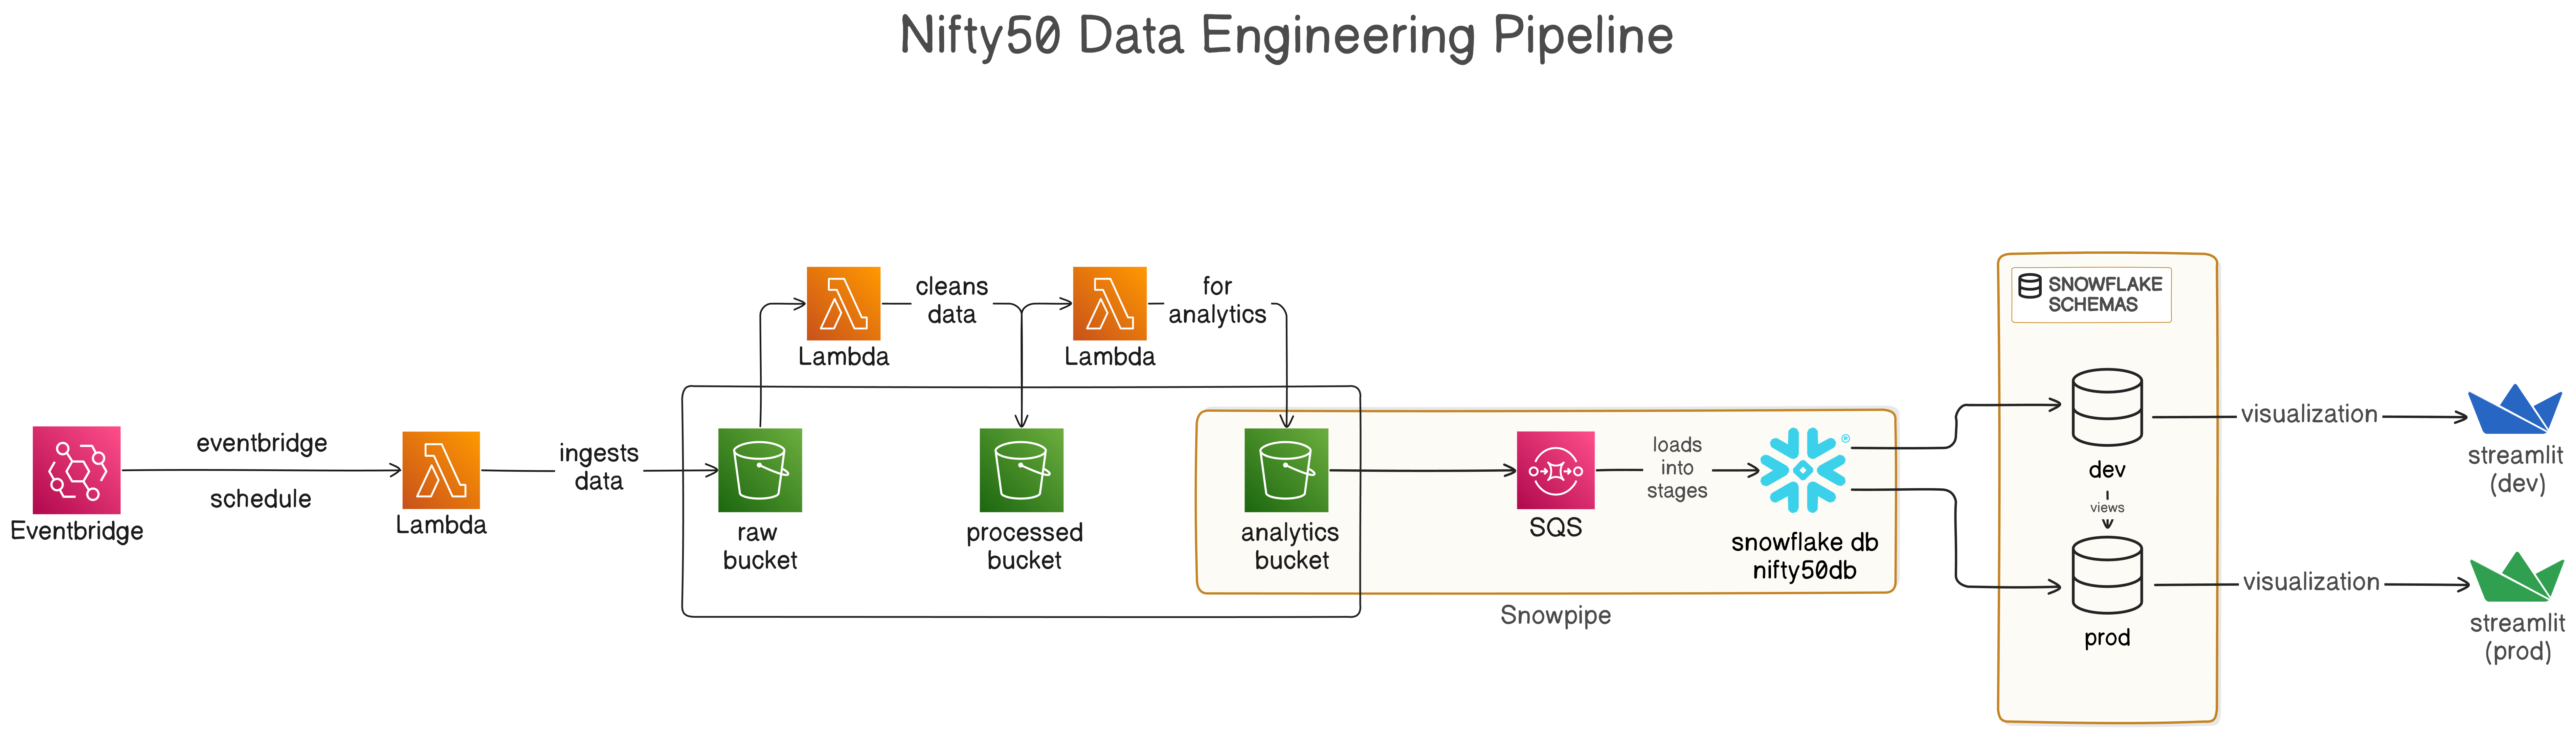 Nifty50 Data Engineering Pipeline
Eventbridge
eventbridge
schedule
Lambda
ingests
data
Lambda
cleans
data
Lambda
for
analytics
raw
bucket
processed
bucket
analytics
bucket
SQS
loads
into
stages
®
snowflake db
nifty50db
Snowpipe
SNOWFLAKE
SCHEMAS
dev
views
prod
visualization
streamlit
(dev)
visualization
streamlit
(prod)